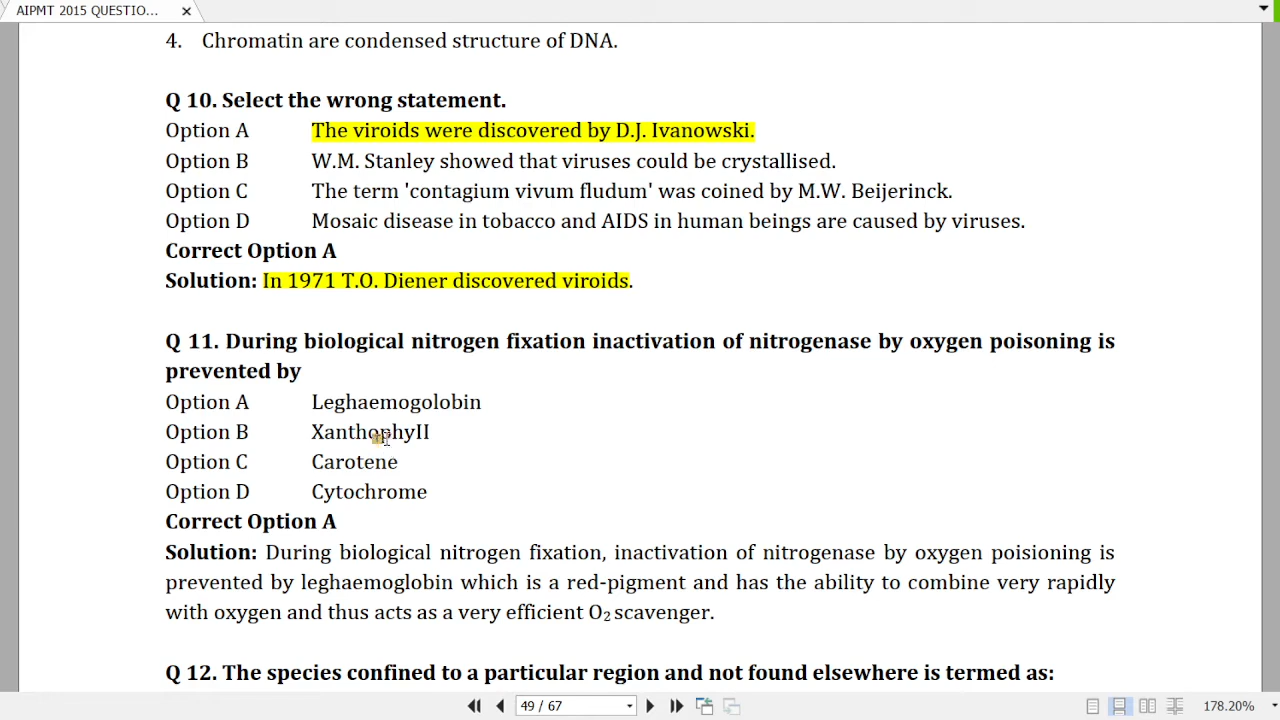 AIPMT 2015 QUESTIO...
4. Chromatin are condensed structure of DNA.
Q 10. Select the wrong statement.
Option A The viroids were discovered by D.J. Ivanowski.
Option B W.M. Stanley showed that viruses could be crystallised.
Option C The term 'contagium vivum fludum' was coined by M.W. Beijerinck.
Option D Mosaic disease in tobacco and AIDS in human beings are caused by viruses.
Correct Option A
Solution: In 1971 T.O. Diener discovered viroids.
Q 11. During biological nitrogen fixation inactivation of nitrogenase by oxygen poisoning is
prevented by
Option A Leghaemogolobin
Option B XanthophyII
Option C Carotene
Option D Cytochrome
Correct Option A
Solution: During biological nitrogen fixation, inactivation of nitrogenase by oxygen poisioning is
prevented by leghaemoglobin which is a red-pigment and has the ability to combine very rapidly
with oxygen and thus acts as a very efficient O₂ scavenger.
Q 12. The species confined to a particular region and not found elsewhere is termed as:
49 / 67
178.20%